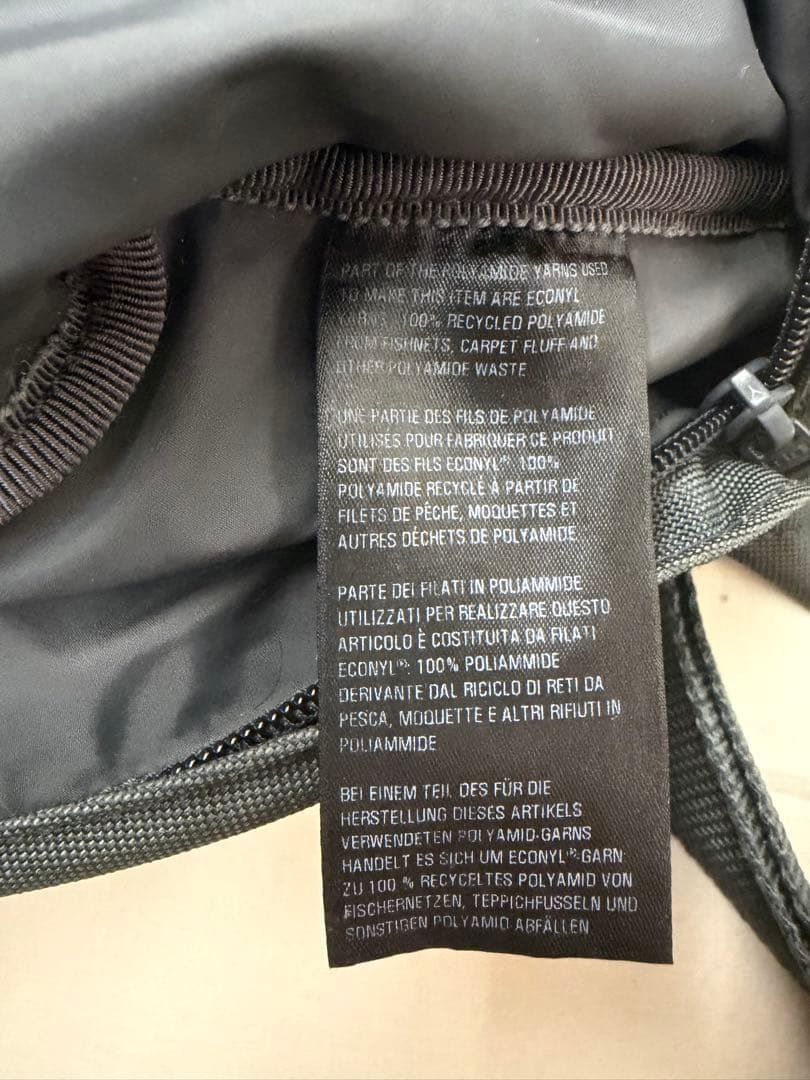 PART OF THE POLYAMIDE YARNS USED
TO MAKE THIS ITEM ARE ECONYL
100% RECYCLED POLYAMIDE
FROM FISHNETS, CARPET FLUFF AND
OTHER POLYAMIDE WASTE
UNE PARTIE DES FILS DE POLYAMIDE
UTILISÉS POUR FABRIQUER CE PRODUIT
SONT DES FILS ECONYL®: 100%
POLYAMIDE RECYCLÉ À PARTIR DE
FILETS DE PÊCHE, MOQUETTES ET
AUTRES DÉCHETS DE POLYAMIDE
PARTE DEI FILATI IN POLIAMMIDE
UTILIZZATI PER REALIZZARE QUESTO
ARTICOLO È COSTITUITA DA FILATI
ECONYL®: 100% POLIAMMIDE
DERIVANTE DAL RICICLO DI RETI DA
PESCA, MOQUETTE E ALTRI RIFIUTI IN
POLIAMMIDE
BEI EINEM TEIL DES FÜR DIE
HERSTELLUNG DIESES ARTIKELS
VERWENDETEN POLYAMID-GARNS
HANDELT ES SICH UM ECONYL®-GARN
ZU 100 % RECYCELTES POLYAMID VON
FISCHERNETZEN, TEPPICHFUSSELN UND
SONSTIGEN POLYAMID ABFÄLLEN